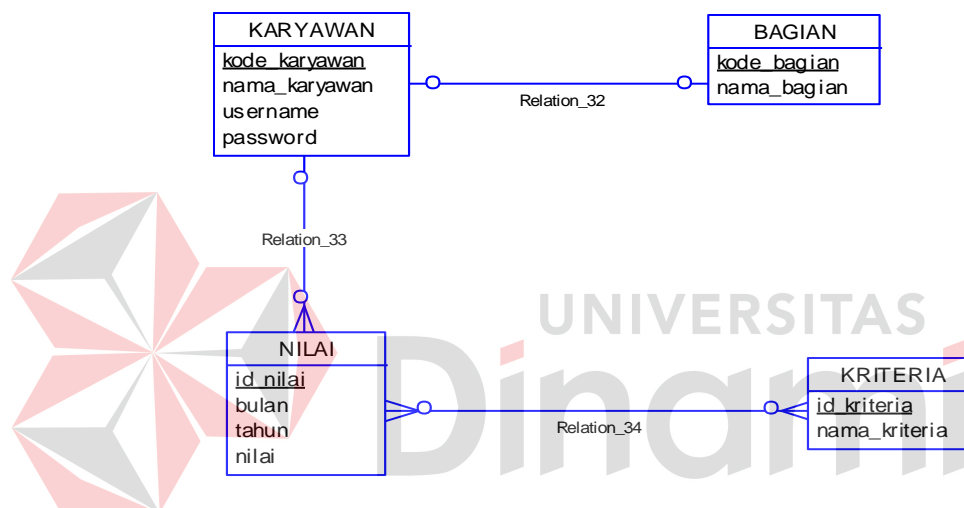 KARYAWAN
kode_karyawan
nama_karyawan
username
password
BAGIAN
kode_bagian
nama_bagian
Relation_32
Relation_33
NILAI
id_nilai
bulan
tahun
nilai
UNIVERSITAS
Dinami
KRITERIA
id_kriteria
nama_kriteria
Relation_34